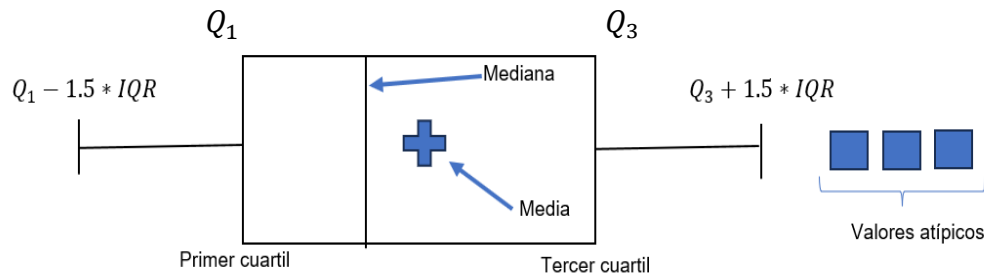 Q₁
Q₃
Mediana
Q₁ − 1.5 * IQR
Q₃ + 1.5 * IQR
Media
Valores atípicos
Primer cuartil
Tercer cuartil